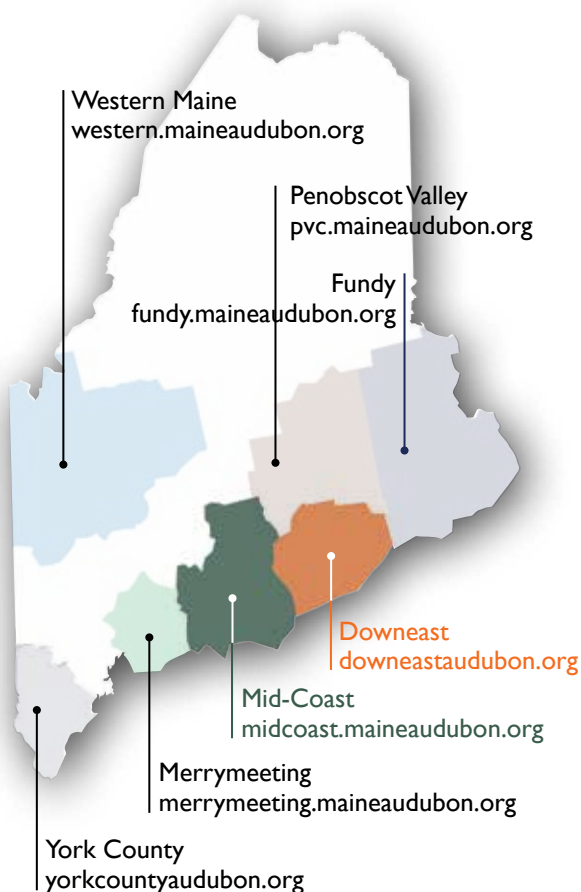 Western Maine
western.maineaudubon.org
Penobscot Valley
pvc.maineaudubon.org
Fundy
fundy.maineaudubon.org
Downeast
downeastaudubon.org
Mid-Coast
midcoast.maineaudubon.org
Merrymeeting
merrymeeting.maineaudubon.org
York County
yorkcountyaudubon.org